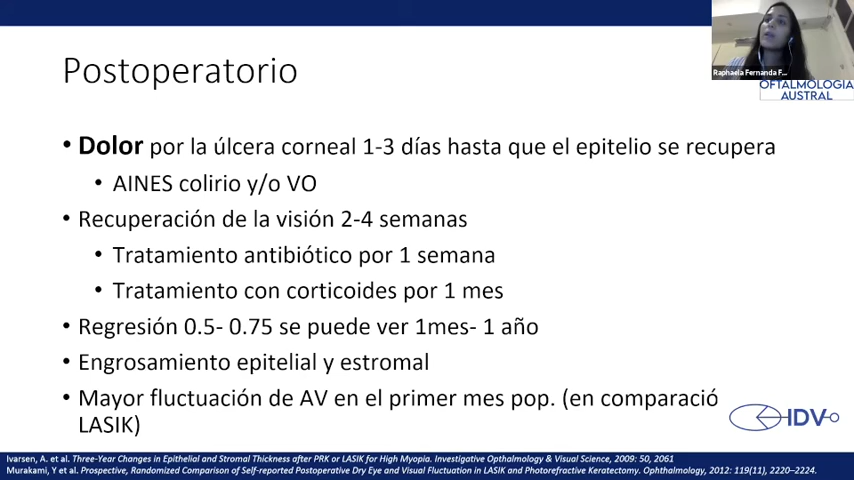 Raphaela Fernanda F...
OFTALMOLOGIA
AUSTRAL
Postoperatorio
• Dolor por la úlcera corneal 1-3 días hasta que el epitelio se recupera
• AINES colirio y/o VO
• Recuperación de la visión 2-4 semanas
• Tratamiento antibiótico por 1 semana
• Tratamiento con corticoides por 1 mes
• Regresión 0.5- 0.75 se puede ver 1mes- 1 año
• Engrosamiento epitelial y estromal
• Mayor fluctuación de AV en el primer mes pop. (en comparació
LASIK)
IDV
Ivarsen, A. et al. Three-Year Changes in Epithelial and Stromal Thickness after PRK or LASIK for High Myopia. Investigative Opthalmology & Visual Science, 2009: 50, 2061
Murakami, Y et al. Prospective, Randomized Comparison of Self-reported Postoperative Dry Eye and Visual Fluctuation in LASIK and Photorefractive Keratectomy. Ophthalmology, 2012: 119(11), 2220–2224.